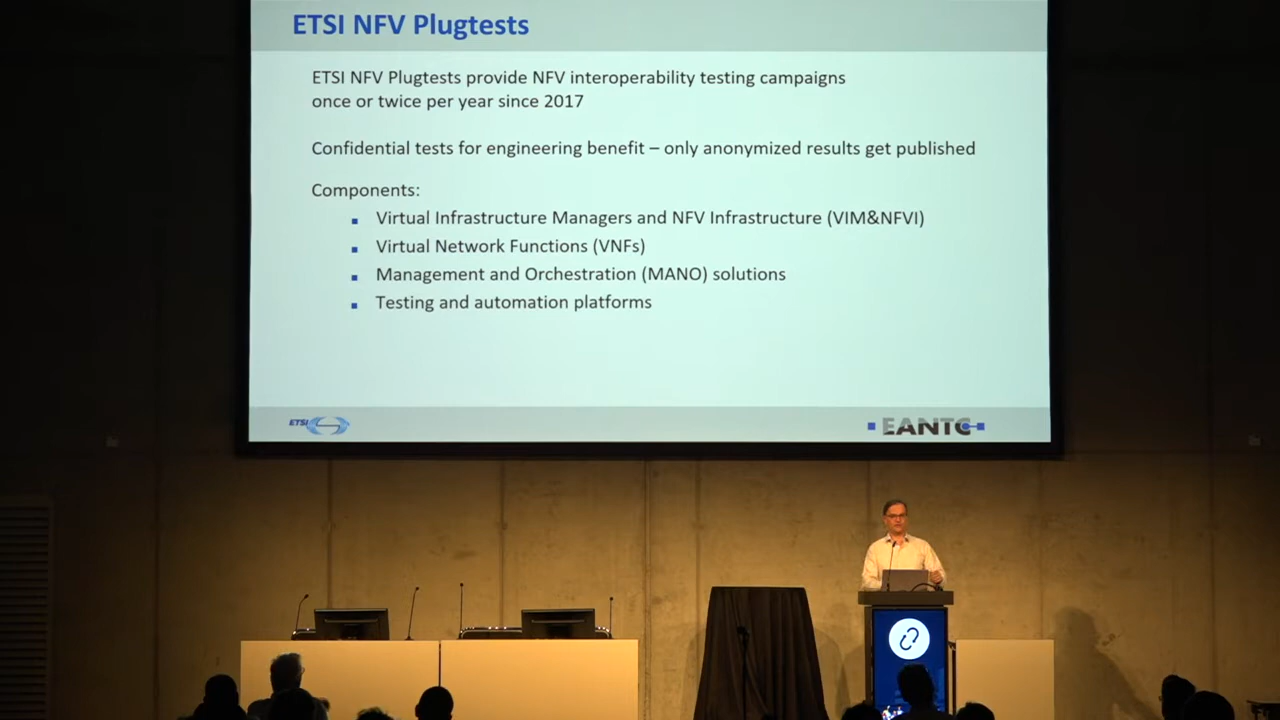 ETSI NFV Plugtests
ETSI NFV Plugtests provide NFV interoperability testing campaigns
once or twice per year since 2017
Confidential tests for engineering benefit – only anonymized results get published
Components:
Virtual Infrastructure Managers and NFV Infrastructure (VIM&NFVI)
Virtual Network Functions (VNFs)
Management and Orchestration (MANO) solutions
Testing and automation platforms
ETSI
EANTC